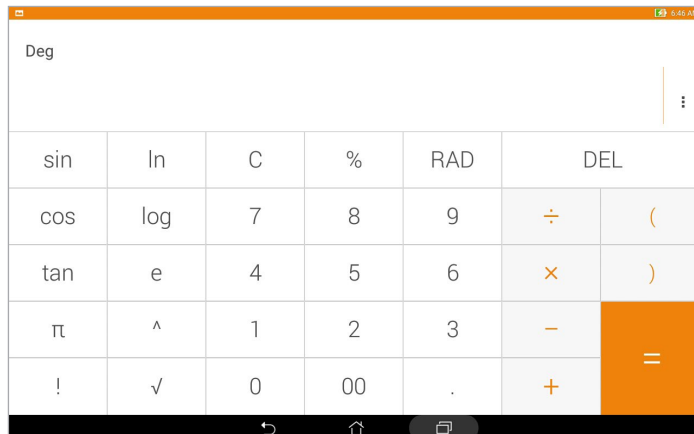 6:46 A
Deg
sin ln C % RAD DEL
cos log 7 8 9 ÷ (
tan e 4 5 6 × )
π ^ 1 2 3 − =
! √ 0 00 . +